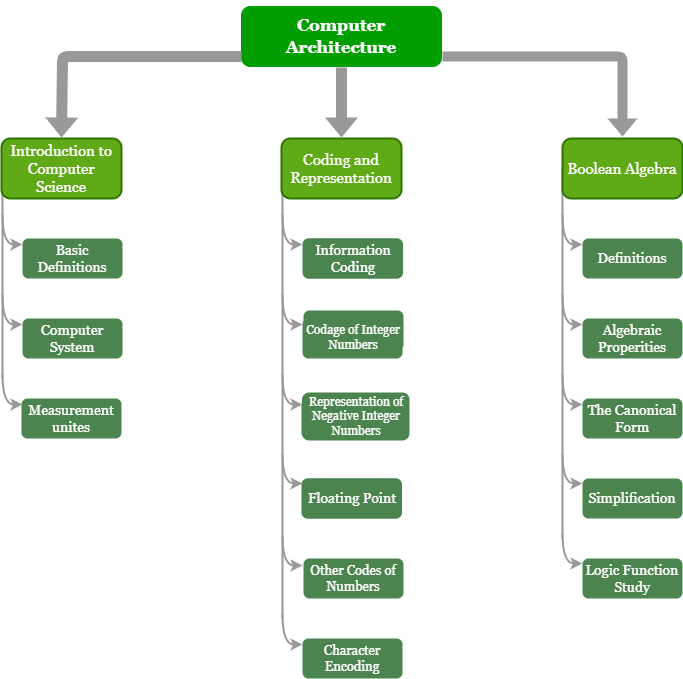 Computer
Architecture
Introduction to
Computer
Science
Basic
Definitions
Computer
System
Measurement
unites
Coding and
Representation
Information
Coding
Codage of Integer
Numbers
Representation of
Negative Integer
Numbers
Floating Point
Other Codes of
Numbers
Character
Encoding
Boolean Algebra
Definitions
Algebraic
Properities
The Canonical
Form
Simplification
Logic Function
Study